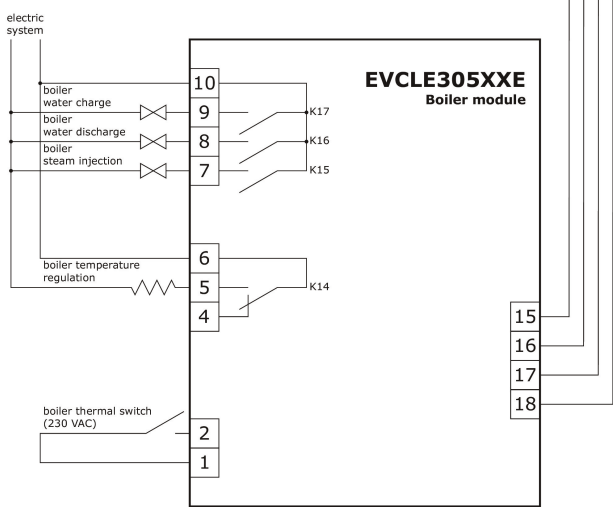 electric
system
EVCLE305XXE
Boiler module
10
boiler
water charge
9
K17
boiler
water discharge
8
K16
boiler
steam injection
7
K15
6
boiler temperature
regulation
5
K14
4
15
16
17
18
boiler thermal switch
(230 VAC)
2
1